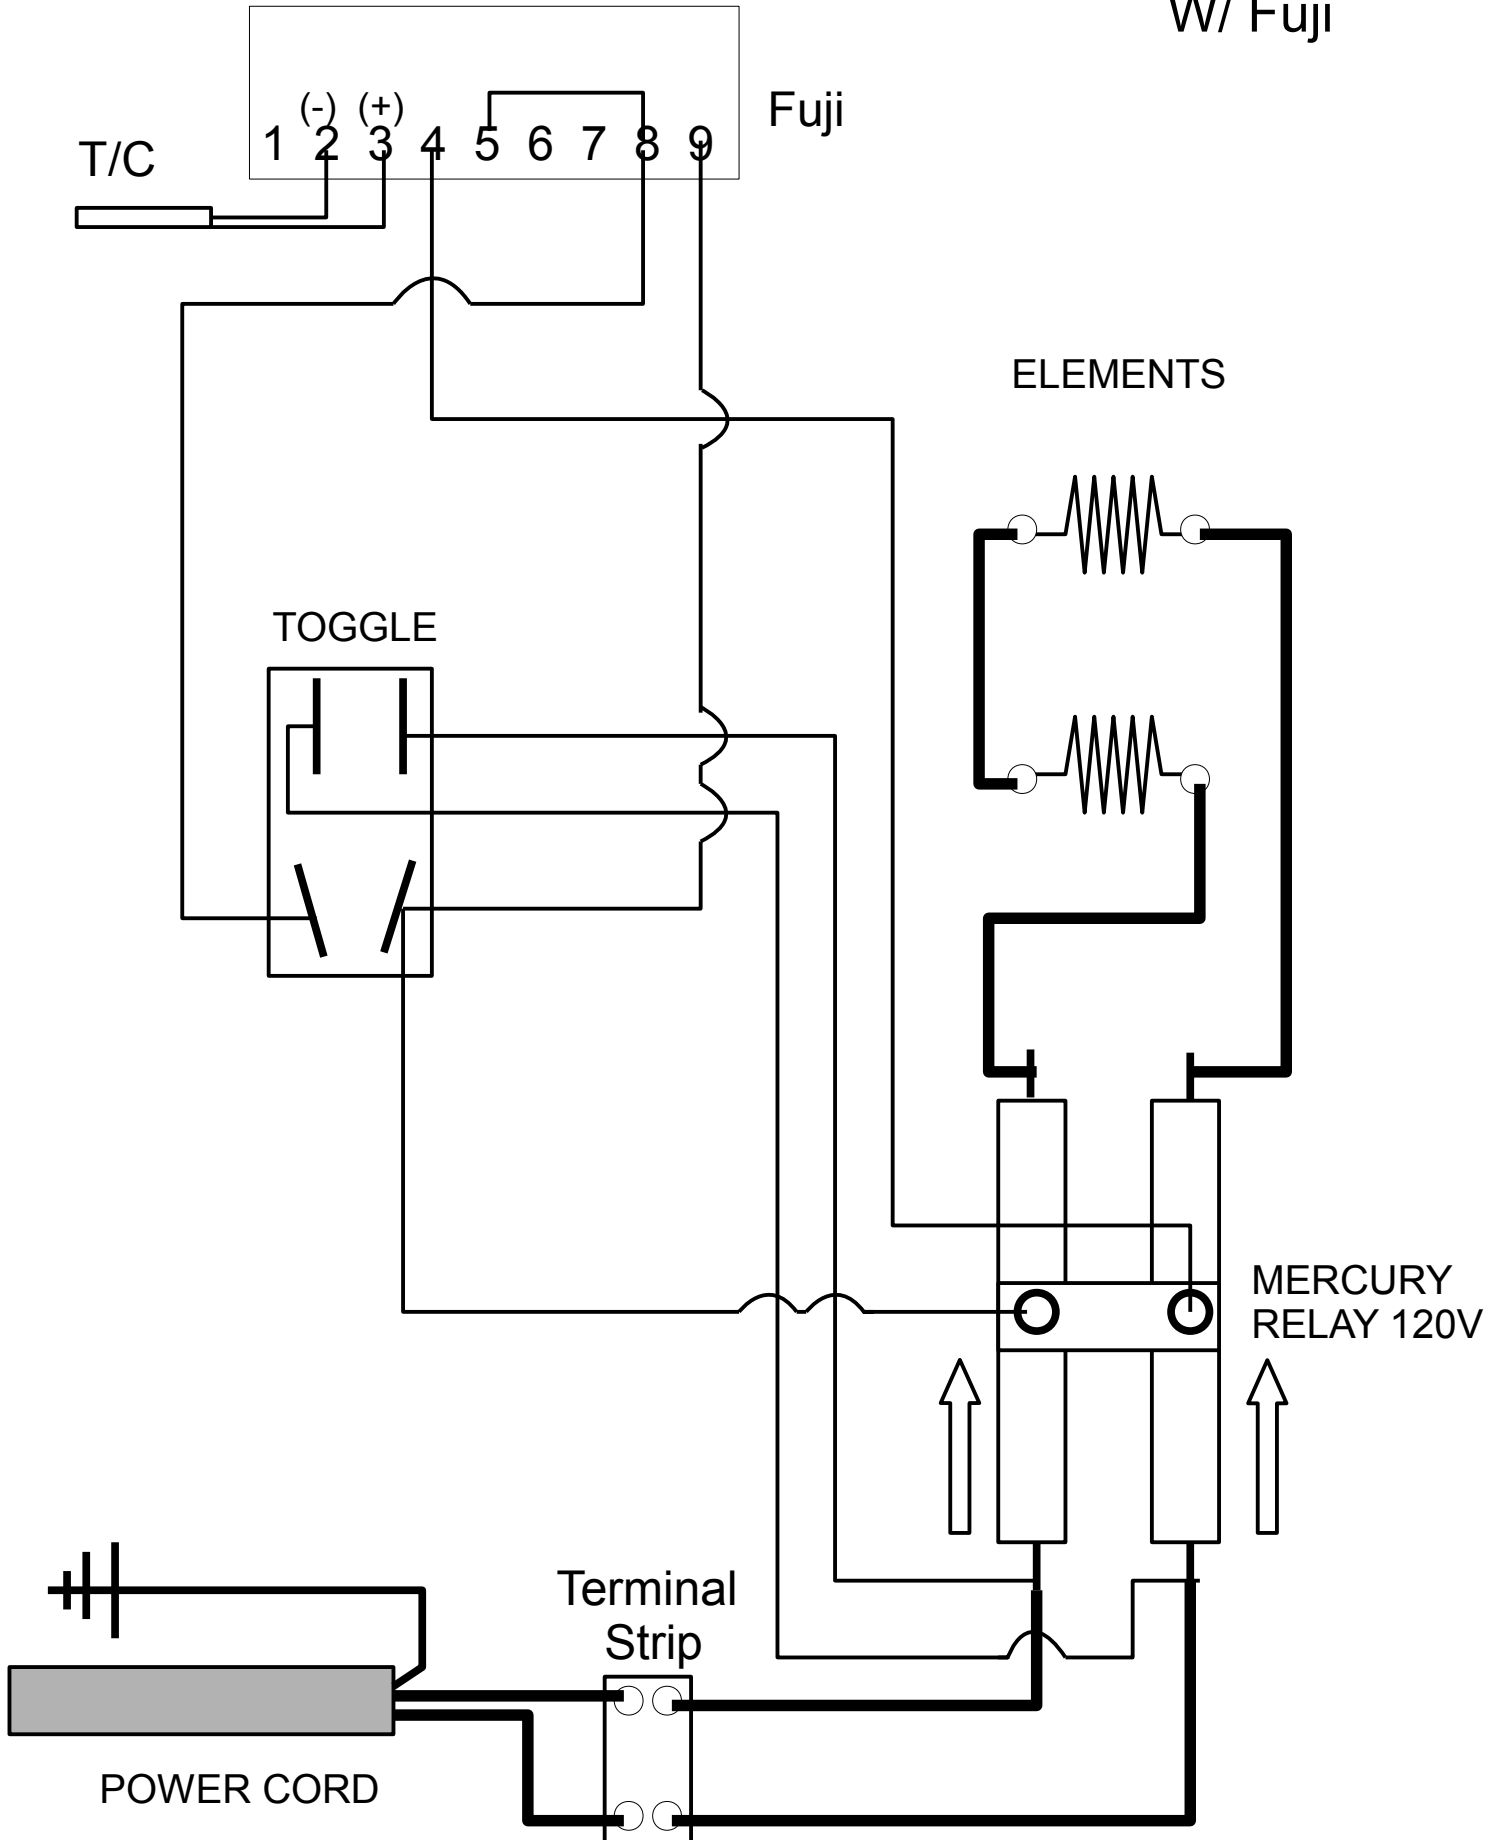 W/ Fuji
(-) (+)
1 2 3 4 5 6 7 8 9
Fuji
T/C
ELEMENTS
TOGGLE
MERCURY
RELAY 120V
Terminal
Strip
POWER CORD